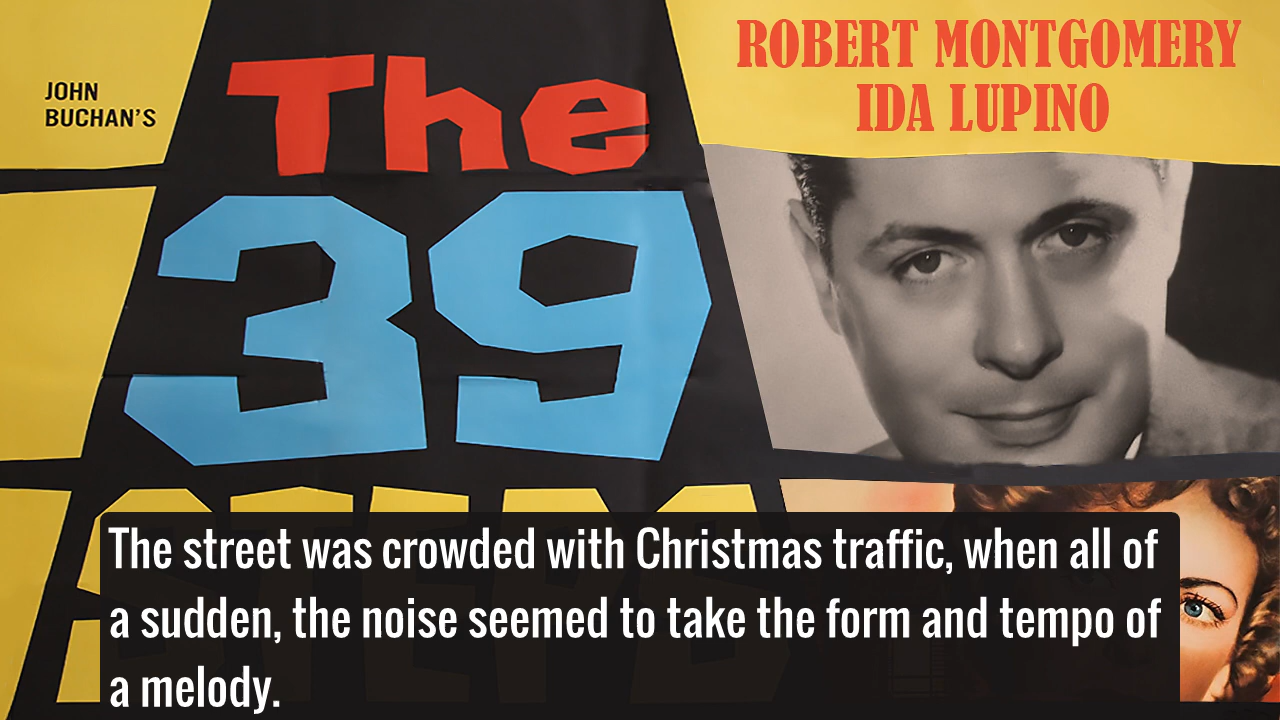 JOHN
BUCHAN'S
The
39
STEPS
ROBERT MONTGOMERY
IDA LUPINO
The street was crowded with Christmas traffic, when all of
a sudden, the noise seemed to take the form and tempo of
a melody.